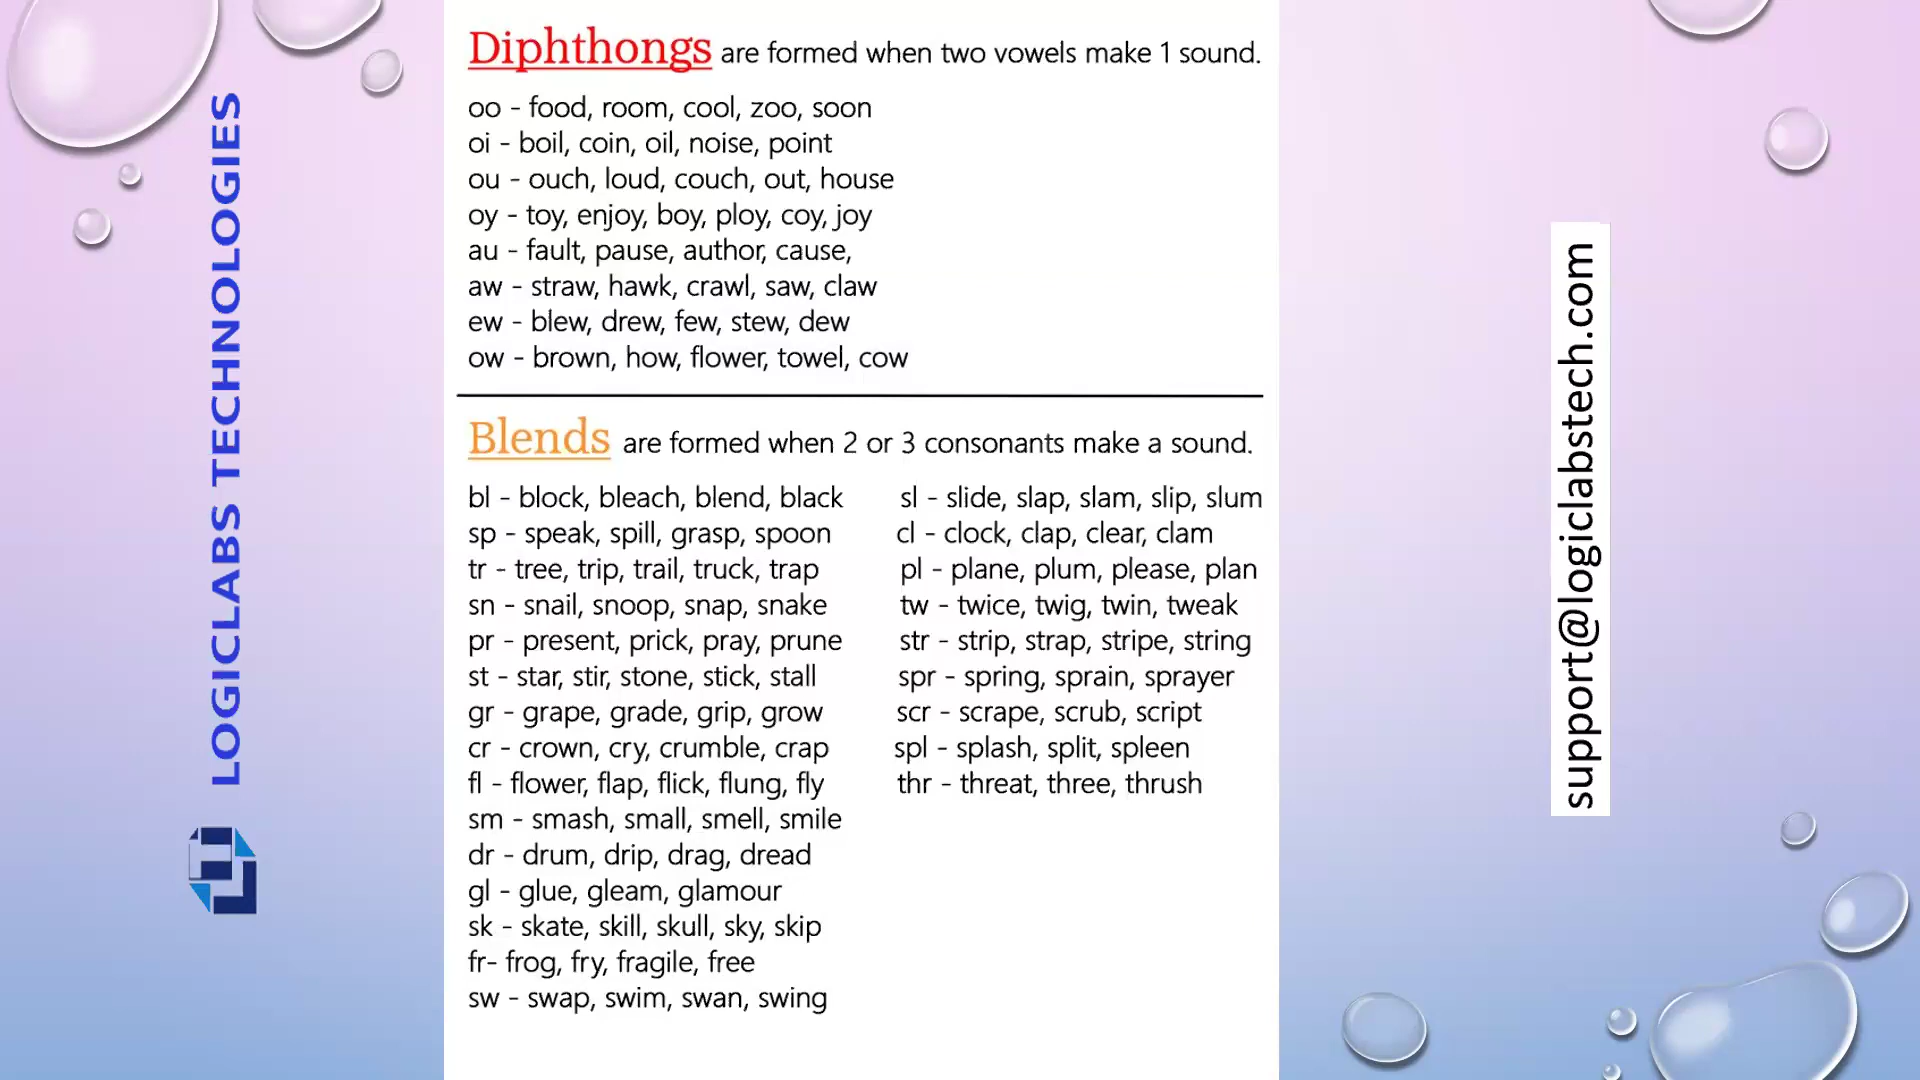 LOGICLABS TECHNOLOGIES
Diphthongs are formed when two vowels make 1 sound.
oo - food, room, cool, zoo, soon
oi - boil, coin, oil, noise, point
ou - ouch, loud, couch, out, house
oy - toy, enjoy, boy, ploy, coy, joy
au - fault, pause, author, cause,
aw - straw, hawk, crawl, saw, claw
ew - blew, drew, few, stew, dew
ow - brown, how, flower, towel, cow
Blends are formed when 2 or 3 consonants make a sound.
bl - block, bleach, blend, black
sp - speak, spill, grasp, spoon
tr - tree, trip, trail, truck, trap
sn - snail, snoop, snap, snake
pr - present, prick, pray, prune
st - star, stir, stone, stick, stall
gr - grape, grade, grip, grow
cr - crown, cry, crumble, crap
fl - flower, flap, flick, flung, fly
sm - smash, small, smell, smile
dr - drum, drip, drag, dread
gl - glue, gleam, glamour
sk - skate, skill, skull, sky, skip
fr- frog, fry, fragile, free
sw - swap, swim, swan, swing
sl - slide, slap, slam, slip, slum
cl - clock, clap, clear, clam
pl - plane, plum, please, plan
tw - twice, twig, twin, tweak
str - strip, strap, stripe, string
spr - spring, sprain, sprayer
scr - scrape, scrub, script
spl - splash, split, spleen
thr - threat, three, thrush
support@logiclabstech.com